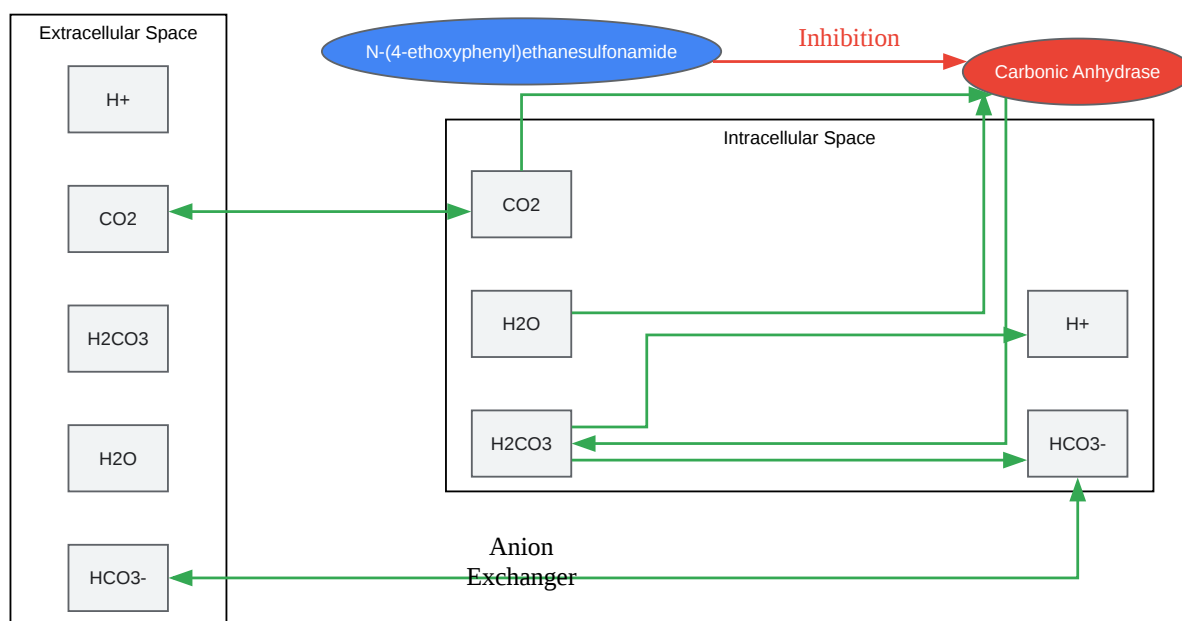 Extracellular Space
N-(4-ethoxyphenyl)ethanesulfonamide
Inhibition
Carbonic Anhydrase
H+
Intracellular Space
CO2
CO2
H2CO3
H2O
H+
H2O
H2CO3
HCO3-
HCO3-
Anion
Exchanger